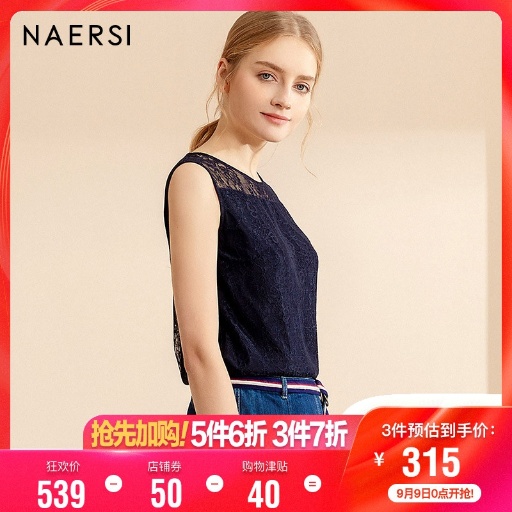 NAERSI
抢先加购! 5件6折 3件7折
3件预估到手价:
¥ 315
9月9日0点开抢!
狂欢价 店铺券 购物津贴
539 - 50 - 40 =